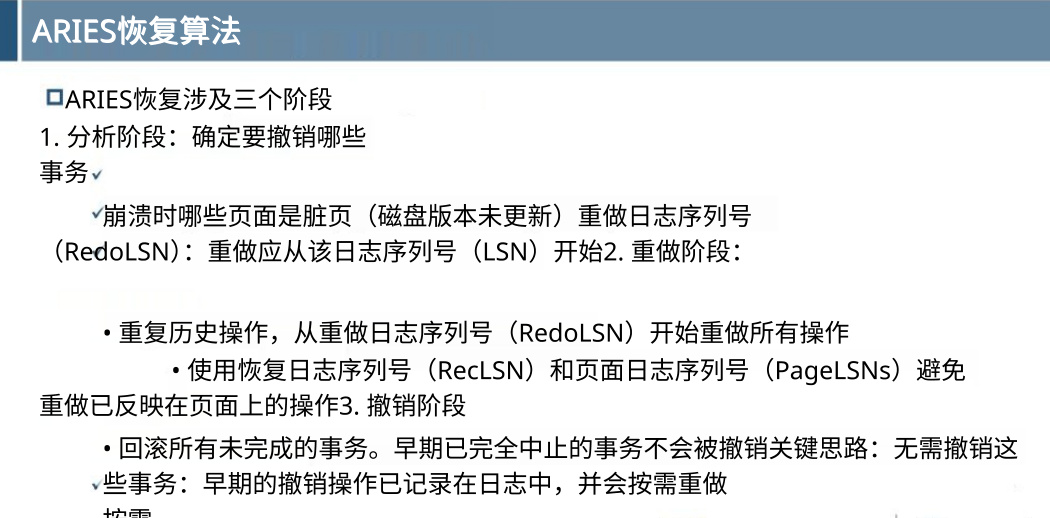 ARIES恢复算法
ARIES恢复涉及三个阶段
1. 分析阶段：确定要撤销哪些
事务
崩溃时哪些页面是脏页（磁盘版本未更新）重做日志序列号
（RedoLSN）：重做应从该日志序列号（LSN）开始2. 重做阶段：
• 重复历史操作，从重做日志序列号（RedoLSN）开始重做所有操作
• 使用恢复日志序列号（RecLSN）和页面日志序列号（PageLSNs）避免
重做已反映在页面上的操作3. 撤销阶段
• 回滚所有未完成的事务。早期已完全中止的事务不会被撤销关键思路：无需撤销这
些事务：早期的撤销操作已记录在日志中，并会按需重做
按需